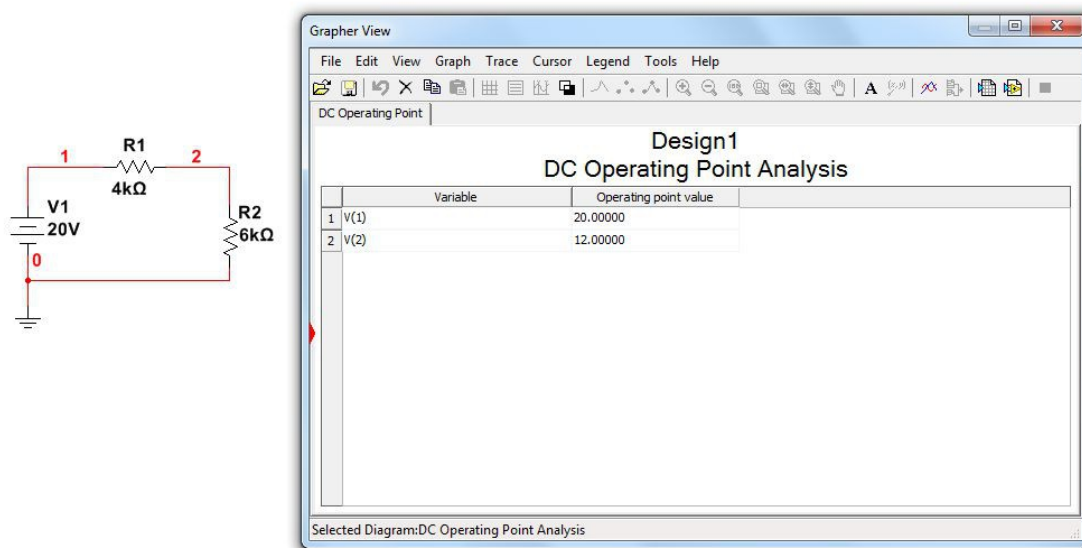 1
R1
2
4kΩ
V1
20V
R2
6kΩ
0
Grapher View
File Edit View Graph Trace Cursor Legend Tools Help
A
DC Operating Point
Design1
DC Operating Point Analysis
Variable Operating point value
1 V(1) 20.00000
2 V(2) 12.00000
Selected Diagram:DC Operating Point Analysis